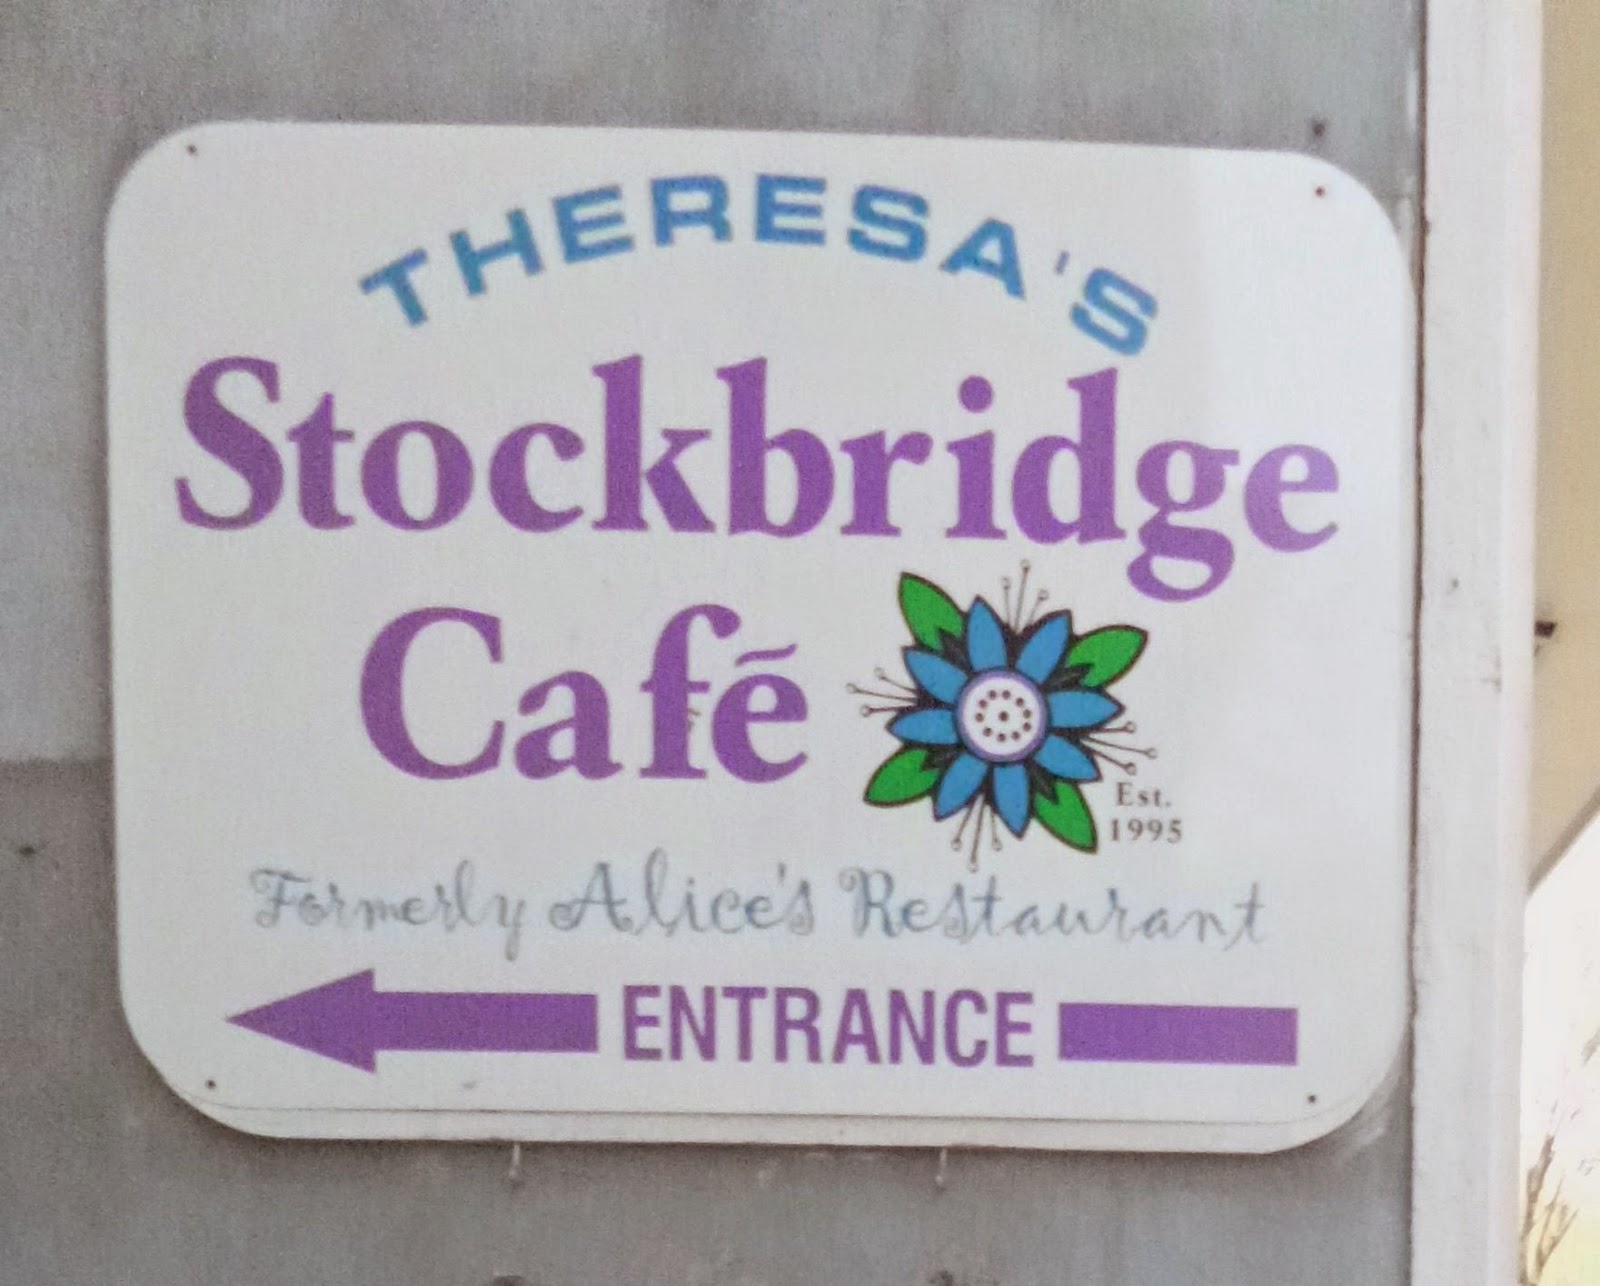 THERESA'S
Stockbridge
Café
Est.
1995
Formerly Alice's Restaurant
ENTRANCE